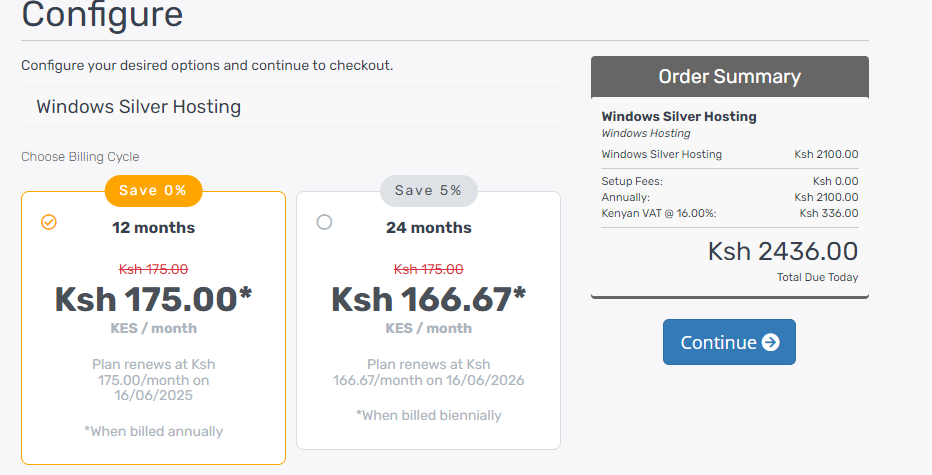 Configure
Configure your desired options and continue to checkout.
Windows Silver Hosting
Choose Billing Cycle
Save 0%
12 months
Ksh 175.00
Ksh 175.00*
KES / month
Plan renews at Ksh
175.00/month on
16/06/2025
*When billed annually
Save 5%
24 months
Ksh 175.00
Ksh 166.67*
KES / month
Plan renews at Ksh
166.67/month on 16/06/2026
*When billed biennially
Order Summary
Windows Silver Hosting
Windows Hosting
Windows Silver Hosting Ksh 2100.00
Setup Fees: Ksh 0.00
Annually: Ksh 2100.00
Kenyan VAT @ 16.00%: Ksh 336.00
Ksh 2436.00
Total Due Today
Continue